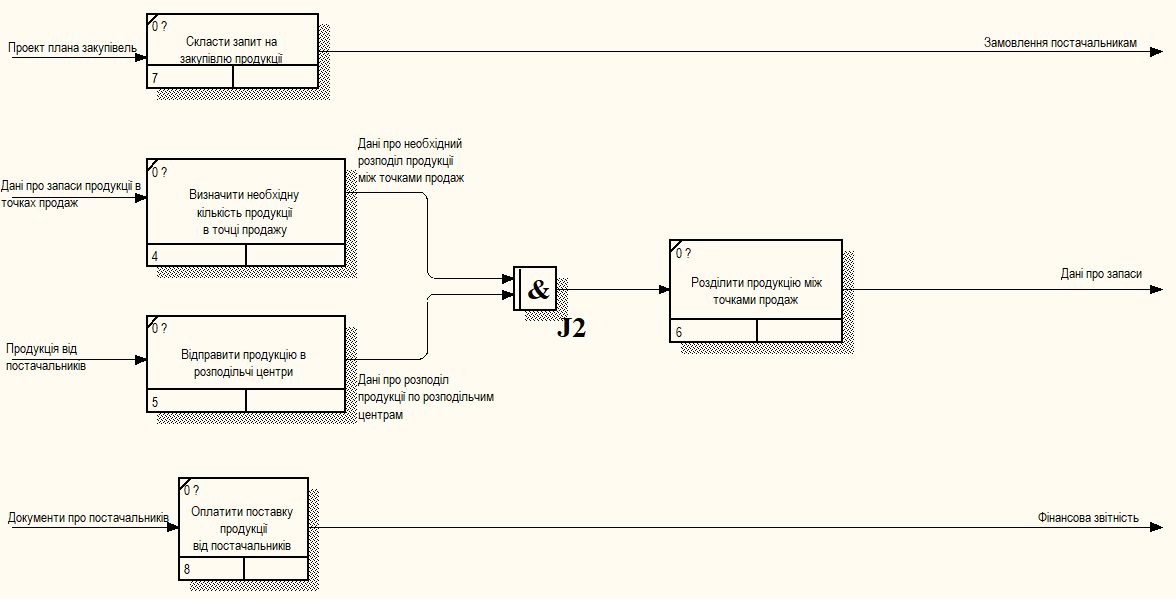 0 ?
Скласти запит на
закупівлю продукції
7
Проект плана закупівель
Замовлення постачальникам
Дані про необхідний
розподіл продукції
між точками продаж
0 ?
Визначити необхідну
кількість продукції
в точці продажу
4
Дані про запаси продукції в
точках продаж
&
J2
0 ?
Розділити продукцію між
точками продаж
6
Дані про запаси
0 ?
Відправити продукцію в
розподільчі центри
5
Продукція від
постачальників
Дані про розподіл
продукції по розподільчим
центрам
0 ?
Оплатити поставку
продукції
від постачальників
8
Документи про постачальників
Фінансова звітність